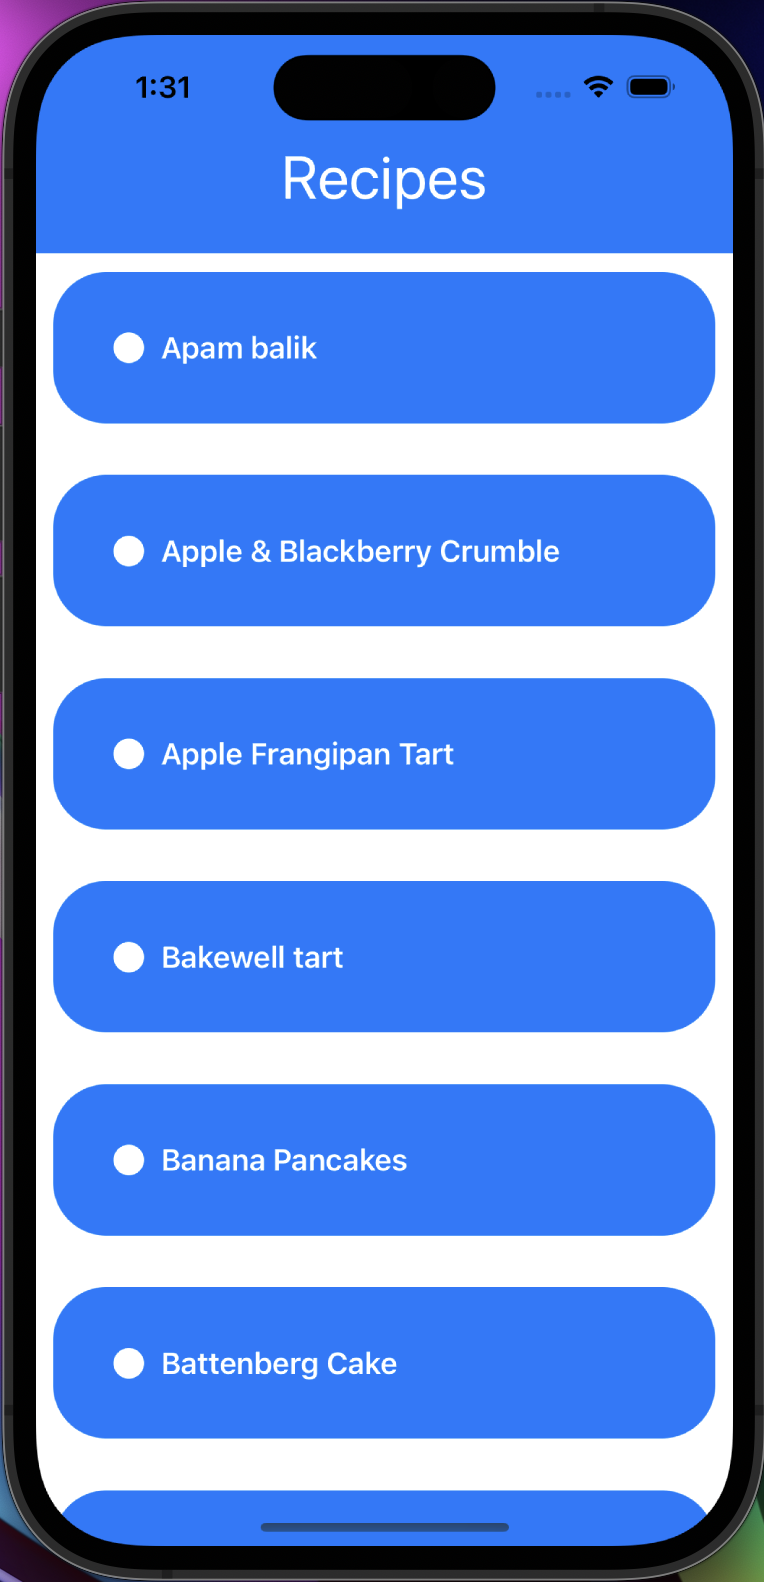 1:31
Recipes
Apam balik
Apple & Blackberry Crumble
Apple Frangipan Tart
Bakewell tart
Banana Pancakes
Battenberg Cake